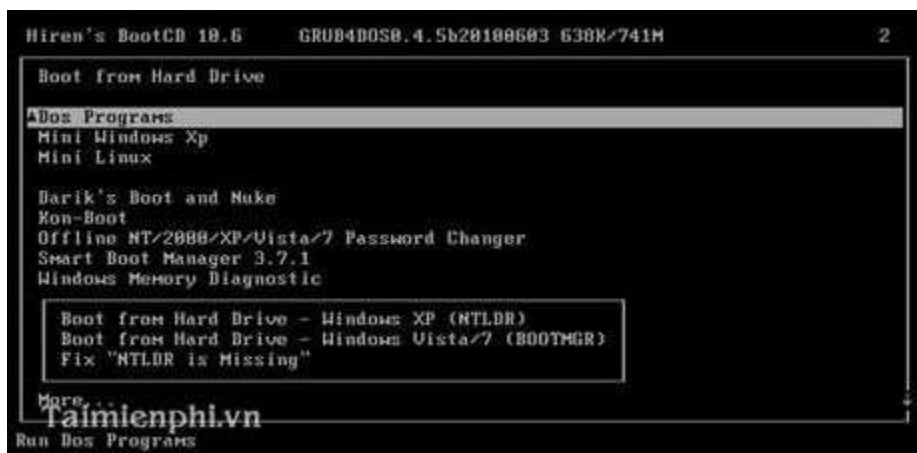 Hiren's BootCD 10.6 GRUB4DOS0.4.5b20100603 638K/741M 2
Boot from Hard Drive
Dos Programs
Mini Windows Xp
Mini Linux
Darik's Boot and Nuke
Kon-Boot
Offline NT/2000/XP/Vista/7 Password Changer
Smart Boot Manager 3.7.1
Windows Memory Diagnostic
Boot from Hard Drive - Windows XP (NTLDR)
Boot from Hard Drive - Windows Vista/7 (BOOTMGR)
Fix "NTLDR is Missing"
More...
Taimienphi.vn
Run Dos Programs